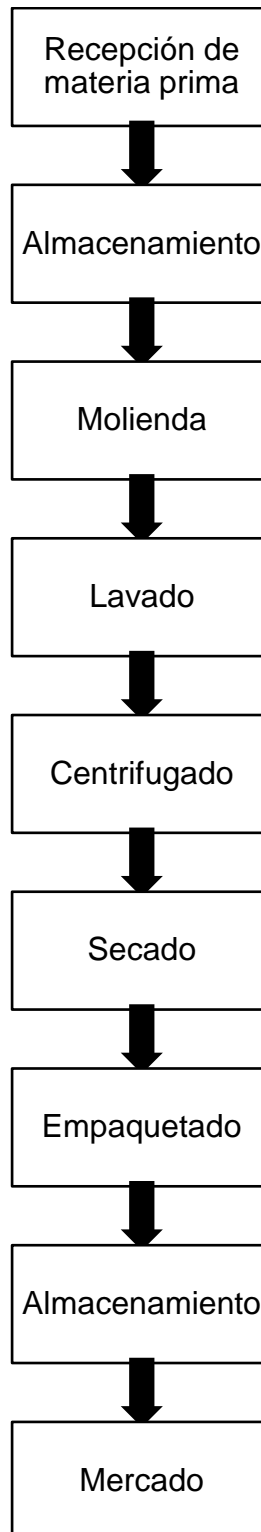 Recepción de
materia prima
Almacenamiento
Molienda
Lavado
Centrifugado
Secado
Empaquetado
Almacenamiento
Mercado